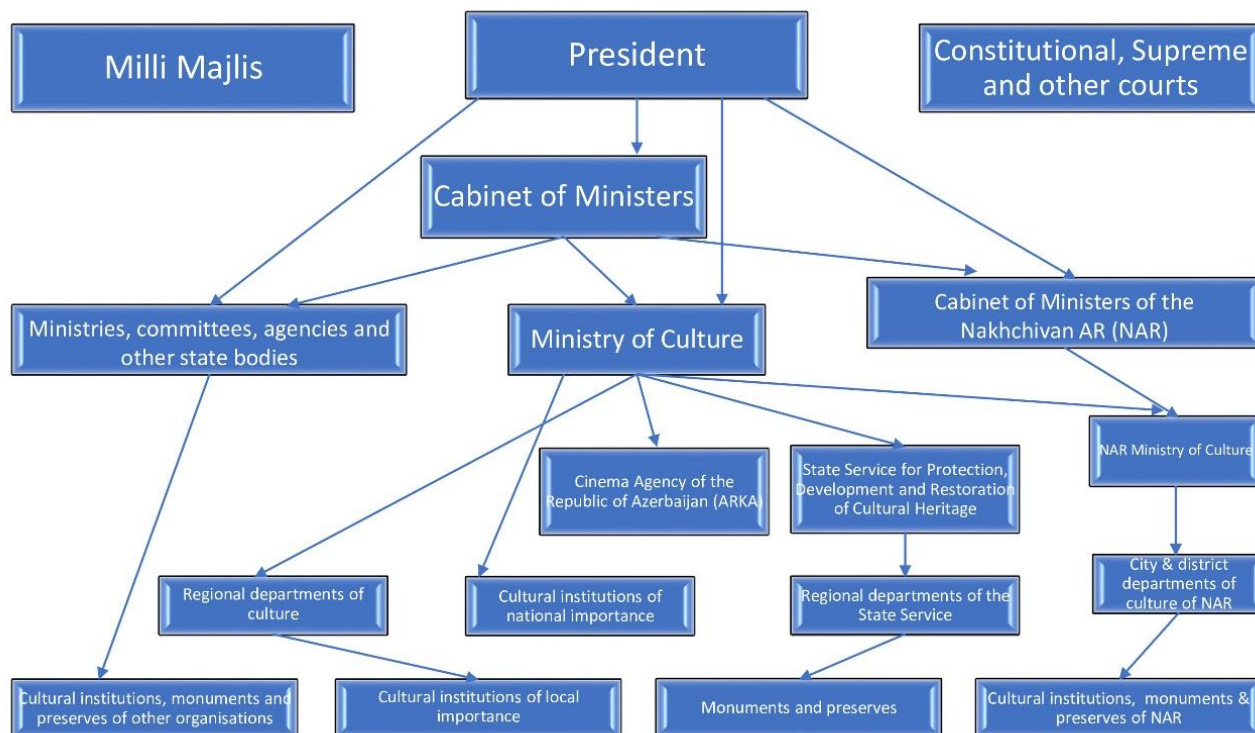 Milli Majlis
President
Constitutional, Supreme
and other courts
Cabinet of Ministers
Ministries, committees, agencies and
other state bodies
Ministry of Culture
Cabinet of Ministers of the
Nakhchivan AR (NAR)
Cinema Agency of the
Republic of Azerbaijan (ARKA)
State Service for Protection,
Development and Restoration
of Cultural Heritage
NAR Ministry of Culture
Regional departments of
culture
Cultural institutions of
national importance
Regional departments of the
State Service
City & district
departments of
culture of NAR
Cultural institutions, monuments and
preserves of other organisations
Cultural institutions of local
importance
Monuments and preserves
Cultural institutions, monuments &
preserves of NAR